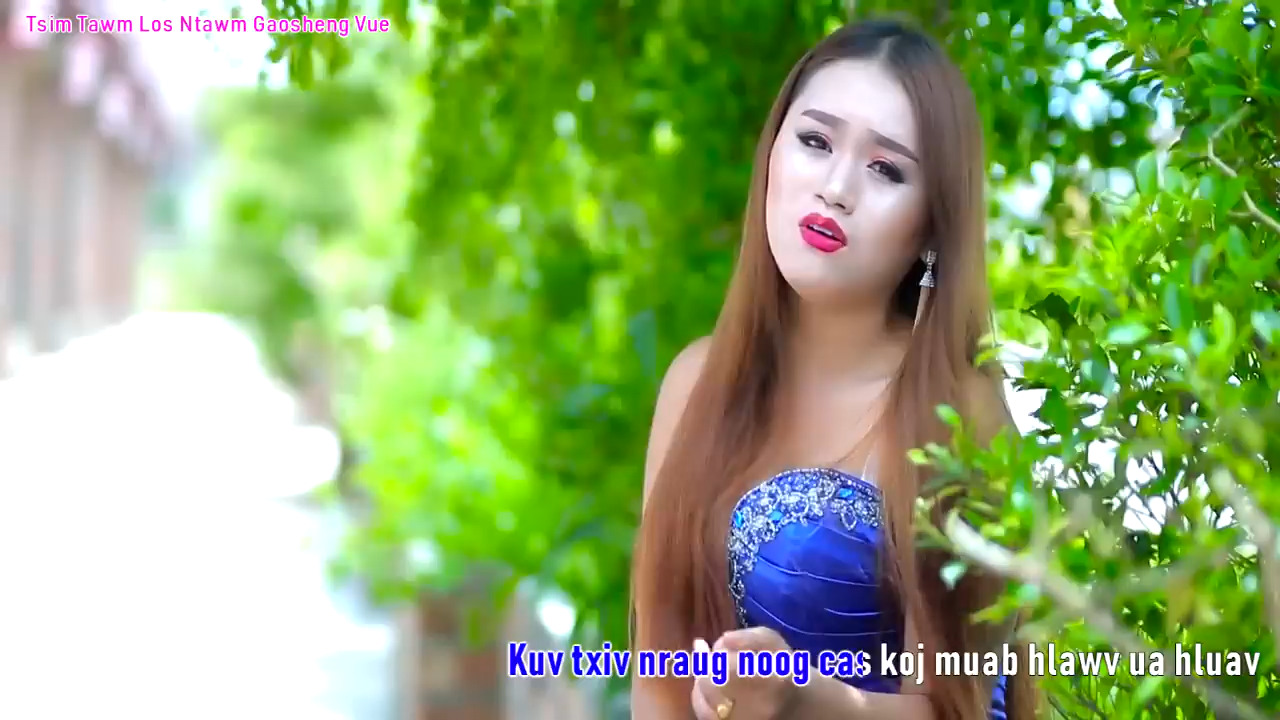 Tsim Tawm Los Ntawm Gaosheng Vue
Kuv txiv nraug noog cas koj muab hlawv ua hluav